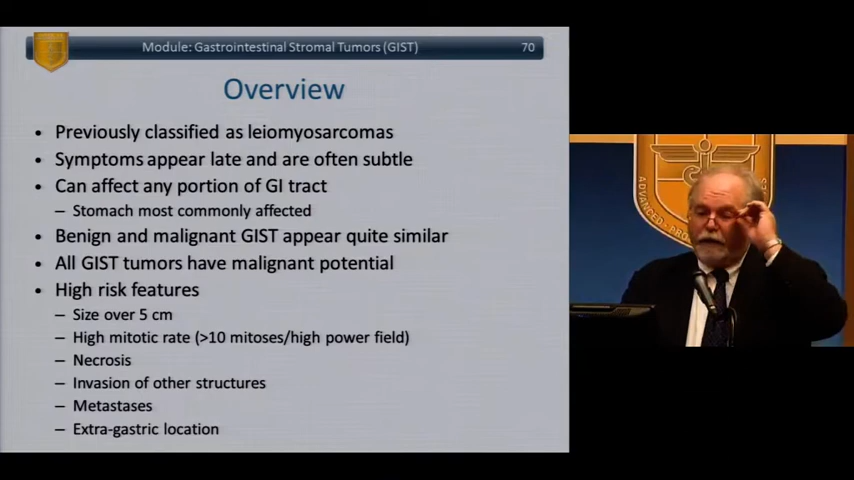 Module: Gastrointestinal Stromal Tumors (GIST) 70
Overview
• Previously classified as leiomyosarcomas
• Symptoms appear late and are often subtle
• Can affect any portion of GI tract
– Stomach most commonly affected
• Benign and malignant GIST appear quite similar
• All GIST tumors have malignant potential
• High risk features
– Size over 5 cm
– High mitotic rate (>10 mitoses/high power field)
– Necrosis
– Invasion of other structures
– Metastases
– Extra-gastric location
ADVANCED